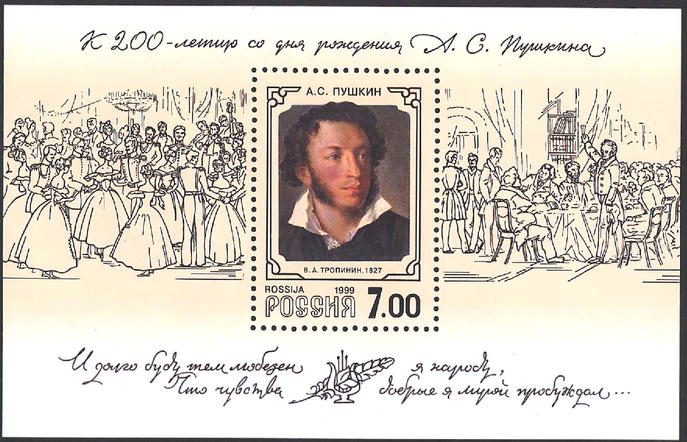 К 200-летию со дня рождения А. С. Пушкина
А.С. ПУШКИН
В.А. ТРОПИНИН. 1827
ROSSIJA 1999
РОССИЯ 7.00
И долго буду тем любезен я народу,
Что чувства добрые я лирой пробуждал...